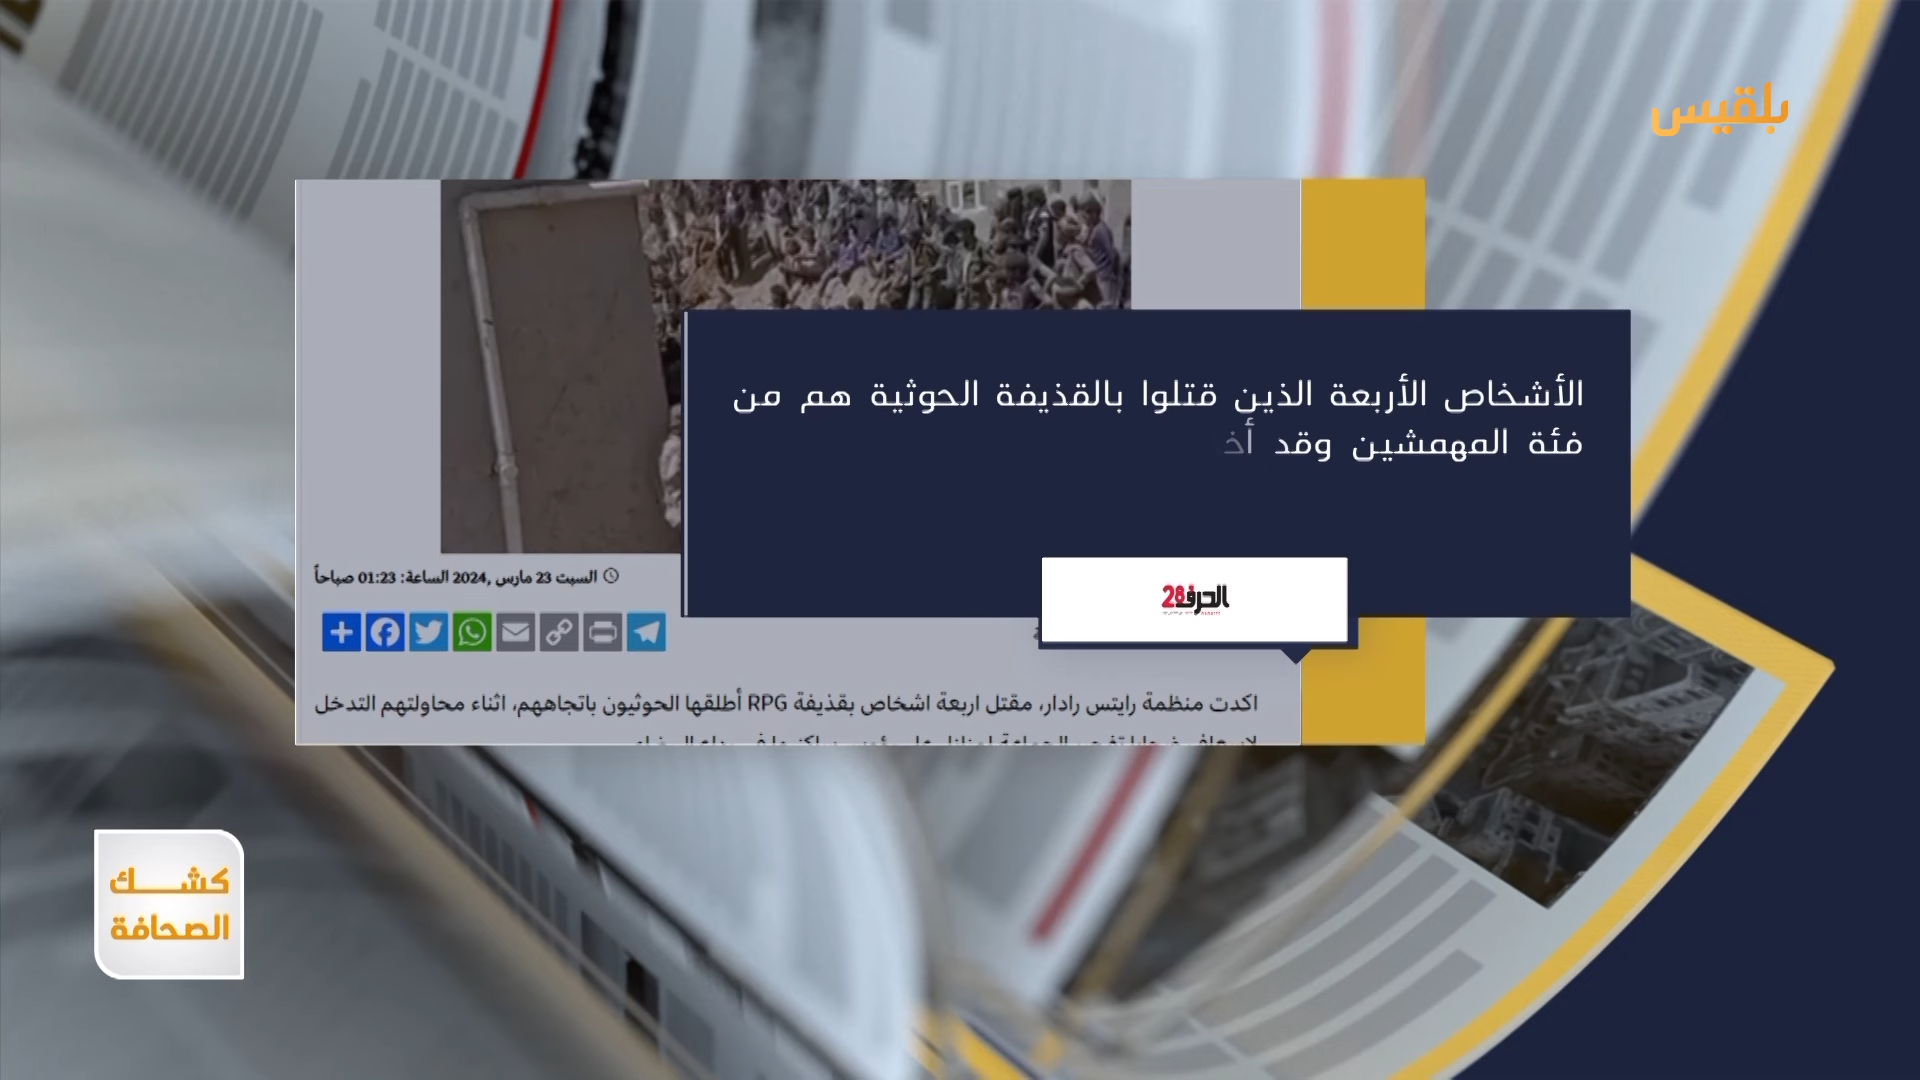 بلقيس
الأشخاص الأربعة الذين قتلوا بالقذيفة الحوثية هم من
فئة المهمشين وقد أخ
الحرف28
السبت 23 مارس ,2024 الساعة: 01:23 صباحاً
اكدت منظمة رايتس رادار، مقتل اربعة اشخاص بقذيفة RPG أطلقها الحوثيون باتجاههم، اثناء محاولتهم التدخل
كشك
الصحافة